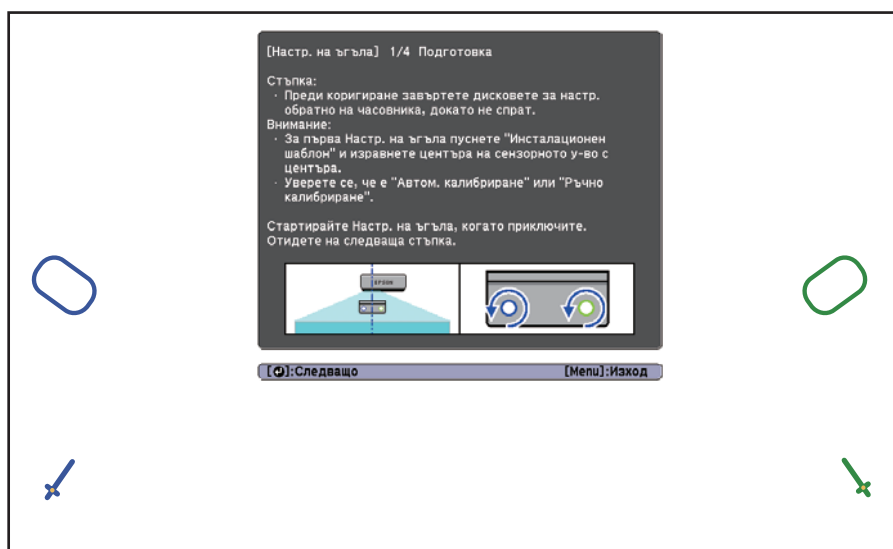 [Настр. на ъгъла] 1/4 Подготовка
Стъпка:
· Преди коригиране завъртете дисковете за настр.
обратно на часовника, докато не спрат.
Внимание:
· За първа Настр. на ъгъла пуснете "Инсталационен
шаблон" и изравнете центъра на сензорното у-во с
центъра.
· Уверете се, че е "Автом. калибриране" или "Ръчно
калибриране".
Стартирайте Настр. на ъгъла, когато приключите.
Отидете на следваща стъпка.
EPSON
[⏎]:Следващо [Menu]:Изход